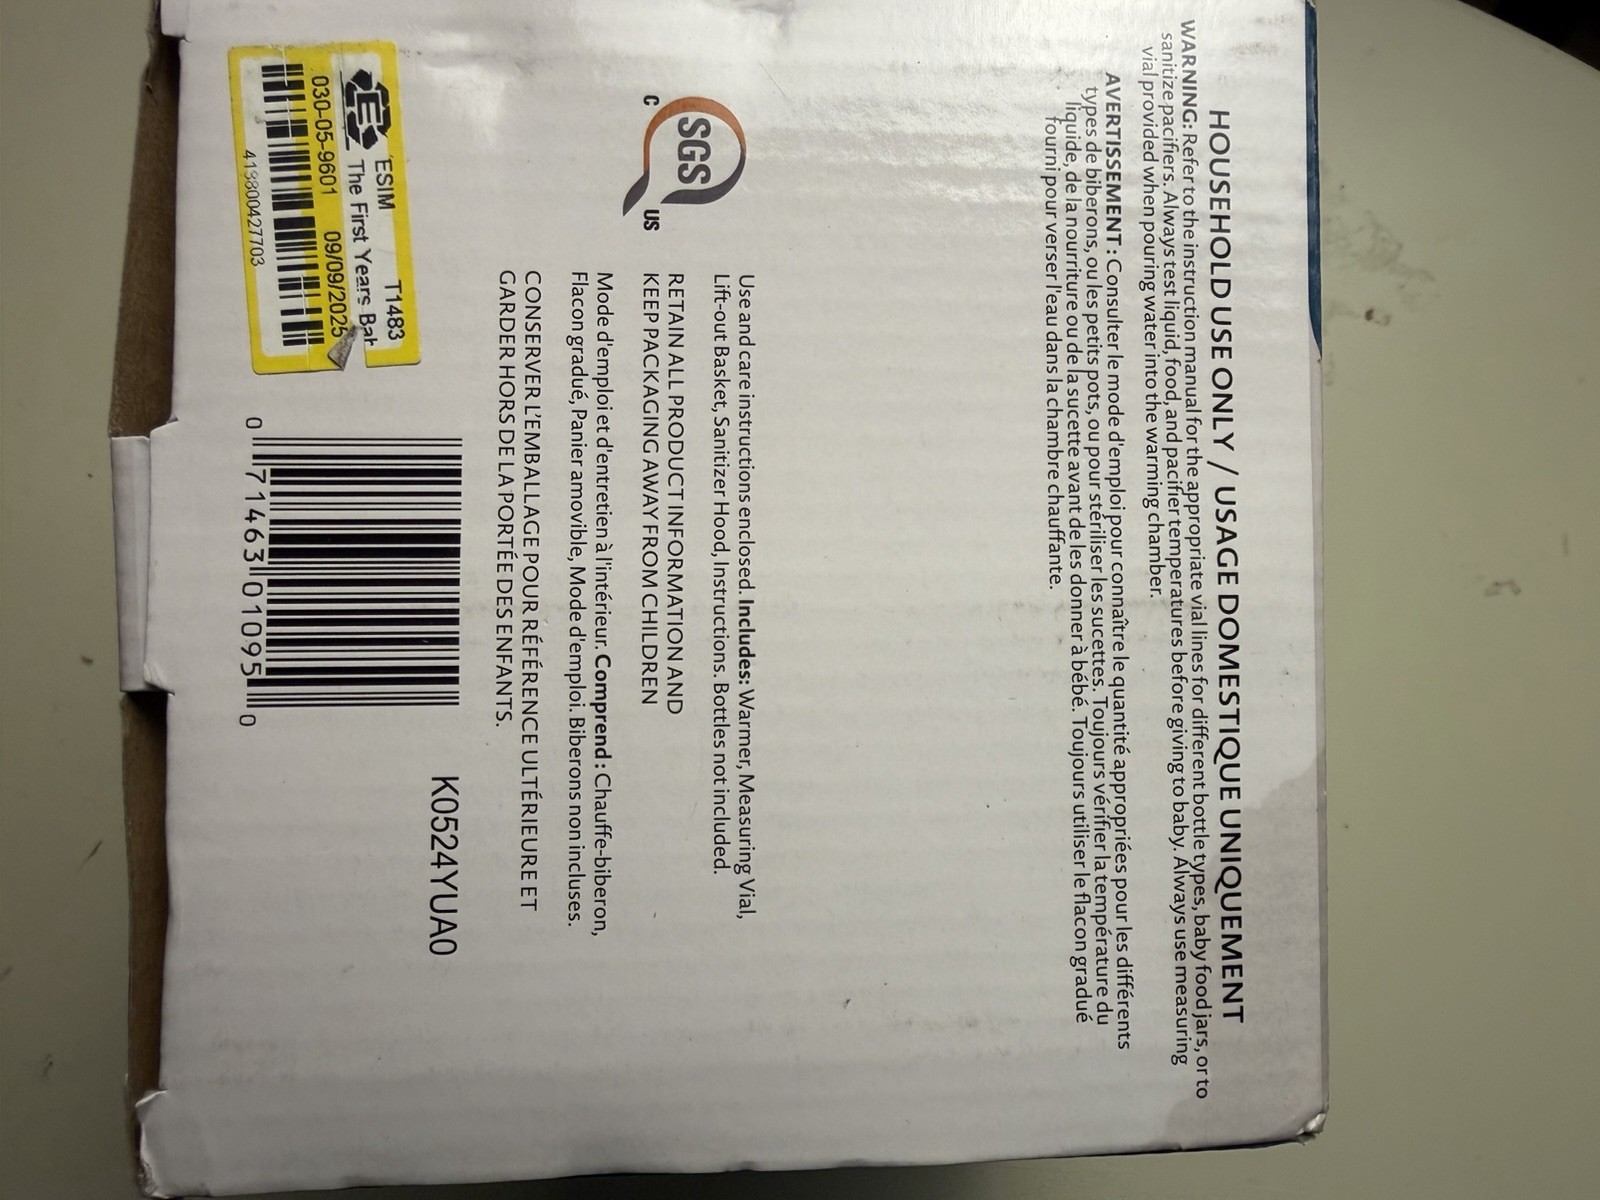 HOUSEHOLD USE ONLY / USAGE DOMESTIQUE UNIQUEMENT
WARNING: Refer to the instruction manual for the appropriate vial lines for different bottle types, baby food jars, or to
sanitize pacifiers. Always test liquid, food, and pacifier temperatures before giving to baby. Always use measuring
vial provided when pouring water into the warming chamber.
AVERTISSEMENT : Consulter le mode d'emploi pour connaître le quantité appropriées pour les différents
types de biberons, ou les petits pots, ou pour stériliser les sucettes. Toujours vérifier la température du
liquide, de la nourriture ou de la sucette avant de les donner à bébé. Toujours utiliser le flacon gradué
fourni pour verser l'eau dans la chambre chauffante.
SGS
C US
Use and care instructions enclosed. Includes: Warmer, Measuring Vial,
Lift-out Basket, Sanitizer Hood, Instructions. Bottles not included.
RETAIN ALL PRODUCT INFORMATION AND
KEEP PACKAGING AWAY FROM CHILDREN
Mode d'emploi et d'entretien à l'intérieur. Comprend : Chauffe-biberon,
Flacon gradué, Panier amovible, Mode d'emploi. Biberons non incluses.
CONSERVER L'EMBALLAGE POUR RÉFÉRENCE ULTÉRIEURE ET
GARDER HORS DE LA PORTÉE DES ENFANTS.
E
ESIM T1483
The First Years Bah
030-05-9601 09/09/2025
419800427703
0 71463 01095 0
K0524YUA0